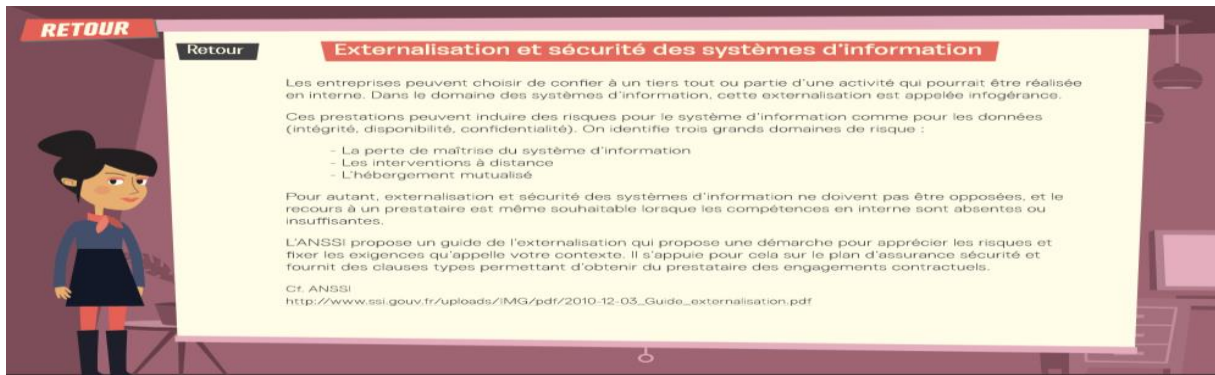 RETOUR
Retour
Externalisation et sécurité des systèmes d'information
Les entreprises peuvent choisir de confier à un tiers tout ou partie d'une activité qui pourrait être réalisée
en interne. Dans le domaine des systèmes d'information, cette externalisation est appelée infogérance.
Ces prestations peuvent induire des risques pour le système d'information comme pour les données
(intégrité, disponibilité, confidentialité). On identifie trois grands domaines de risque :
- La perte de maîtrise du système d'information
- Les interventions à distance
- L'hébergement mutualisé
Pour autant, externalisation et sécurité des systèmes d'information ne doivent pas être opposées, et le
recours à un prestataire est même souhaitable lorsque les compétences en interne sont absentes ou
insuffisantes.
L'ANSSI propose un guide de l'externalisation qui propose une démarche pour apprécier les risques et
fixer les exigences qu'appelle votre contexte. Il s'appuie pour cela sur le plan d'assurance sécurité et
fournit des clauses types permettant d'obtenir du prestataire des engagements contractuels.
Cf. ANSSI
http://www.ssi.gouv.fr/uploads/IMG/pdf/2010-12-03_Guide_externalisation.pdf